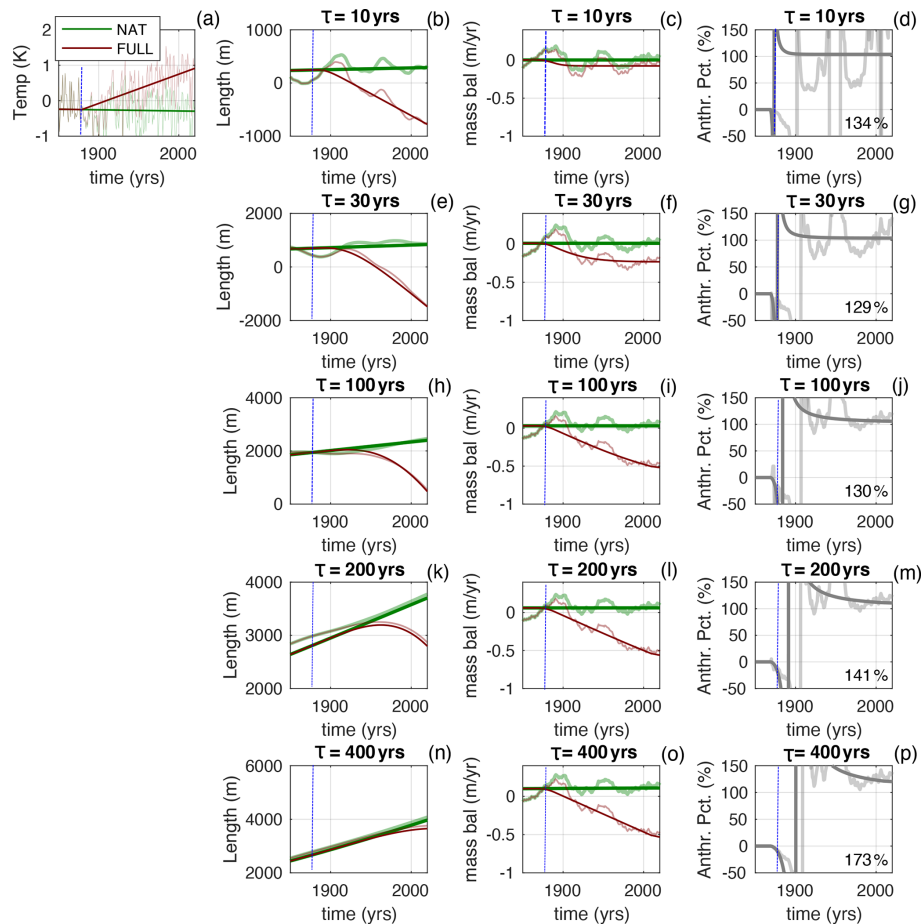 τ = 10 yrs
τ = 10 yrs
τ = 10 yrs
(a)
(b)
(c)
(d)
NAT
FULL
Temp (K)
1
0
-1
1900
2000
time (yrs)
Length (m)
1000
0
-1000
1900
2000
time (yrs)
mass bal (m/yr)
0
-0.5
-1
1900
2000
time (yrs)
Anthr. Pct. (%)
150
100
50
0
-50
134 %
1900
2000
time (yrs)
τ = 30 yrs
τ = 30 yrs
τ = 30 yrs
(e)
(f)
(g)
Length (m)
2000
0
-2000
1900
2000
time (yrs)
mass bal (m/yr)
0
-0.5
-1
1900
2000
time (yrs)
Anthr. Pct. (%)
150
100
50
0
-50
129 %
1900
2000
time (yrs)
τ = 100 yrs
τ = 100 yrs
τ = 100 yrs
(h)
(i)
(j)
Length (m)
4000
2000
0
1900
2000
time (yrs)
mass bal (m/yr)
0
-0.5
-1
1900
2000
time (yrs)
Anthr. Pct. (%)
150
100
50
0
-50
130 %
1900
2000
time (yrs)
τ = 200 yrs
τ = 200 yrs
τ = 200 yrs
(k)
(l)
(m)
Length (m)
4000
3000
2000
1900
2000
time (yrs)
mass bal (m/yr)
0
-0.5
-1
1900
2000
time (yrs)
Anthr. Pct. (%)
150
100
50
0
-50
141 %
1900
2000
time (yrs)
τ = 400 yrs
τ = 400 yrs
τ = 400 yrs
(n)
(o)
(p)
Length (m)
6000
4000
2000
1900
2000
time (yrs)
mass bal (m/yr)
0
-0.5
-1
1900
2000
time (yrs)
Anthr. Pct. (%)
150
100
50
0
-50
173 %
1900
2000
time (yrs)